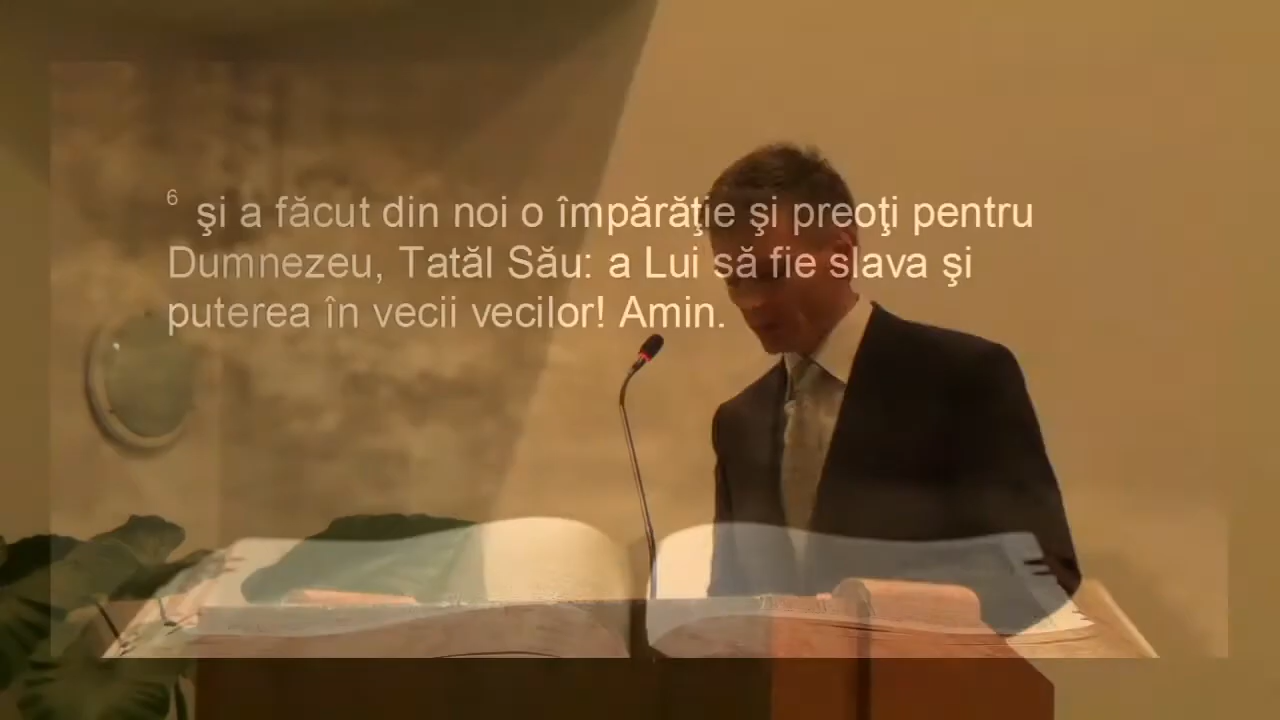 6 şi a făcut din noi o împărăţie şi preoţi pentru
Dumnezeu, Tatăl Său: a Lui să fie slava şi
puterea în vecii vecilor! Amin.